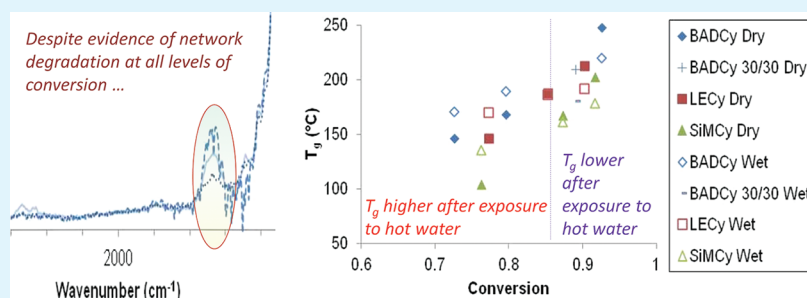 Despite evidence of network
degradation at all levels of
conversion …
2000
Wavenumber (cm⁻¹)
Tg (°C)
250
200
150
100
50
0.6
0.7
0.8
0.9
1
Conversion
Tg higher after exposure
to hot water
Tg lower
after
exposure to
hot water
BADCy Dry
BADCy 30/30 Dry
LECy Dry
SiMCy Dry
BADCy Wet
BADCy 30/30 Wet
LECy Wet
SiMCy Wet